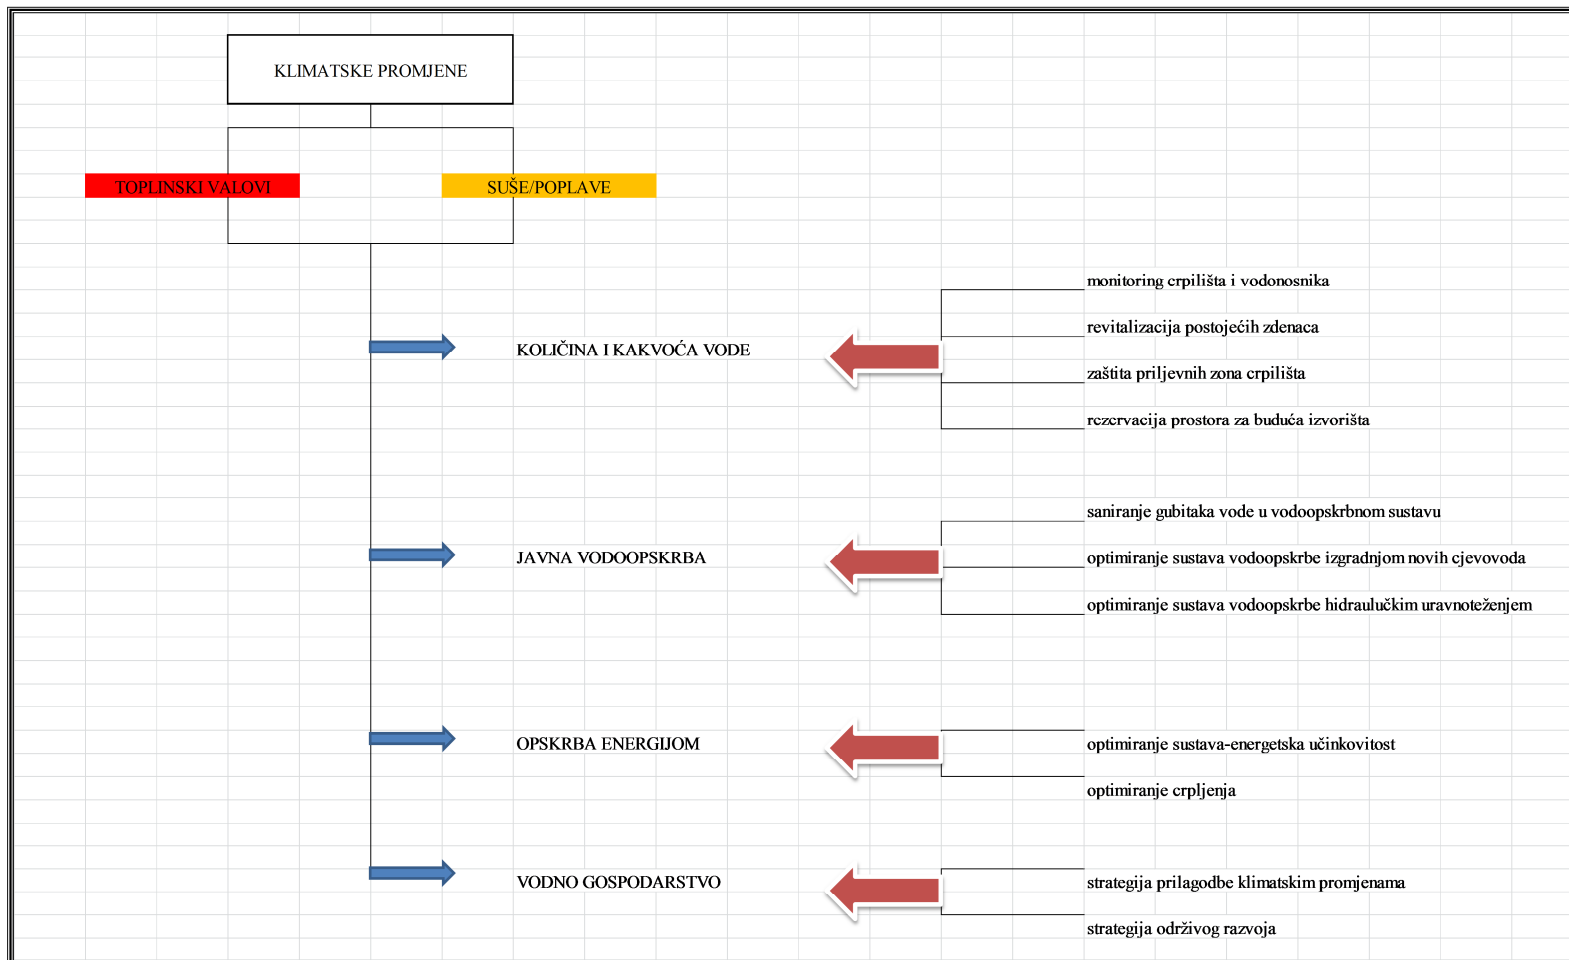 KLIMATSKE PROMJENE
TOPLINSKI VALOVI
SUŠE/POPLAVE
monitoring crpilišta i vodonosnika
revitalizacija postojećih zdenaca
KOLIČINA I KAKVOĆA VODE
zaštita priljevnih zona crpilišta
rezervacija prostora za buduća izvorišta
saniranje gubitaka vode u vodoopskrbnom sustavu
JAVNA VODOOPSKRBA
optimiranje sustava vodoopskrbe izgradnjom novih cjevovoda
optimiranje sustava vodoopskrbe hidraulučkim uravnoteženjem
OPSKRBA ENERGIJOM
optimiranje sustava-energetska učinkovitost
optimiranje crpljenja
VODNO GOSPODARSTVO
strategija prilagodbe klimatskim promjenama
strategija održivog razvoja